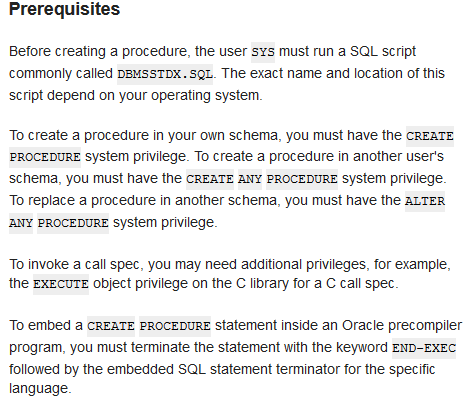 Prerequisites
Before creating a procedure, the user SYS must run a SQL script
commonly called DBMSSTDX.SQL. The exact name and location of this
script depend on your operating system.
To create a procedure in your own schema, you must have the CREATE
PROCEDURE system privilege. To create a procedure in another user's
schema, you must have the CREATE ANY PROCEDURE system privilege.
To replace a procedure in another schema, you must have the ALTER
ANY PROCEDURE system privilege.
To invoke a call spec, you may need additional privileges, for example,
the EXECUTE object privilege on the C library for a C call spec.
To embed a CREATE PROCEDURE statement inside an Oracle precompiler
program, you must terminate the statement with the keyword END-EXEC
followed by the embedded SQL statement terminator for the specific
language.